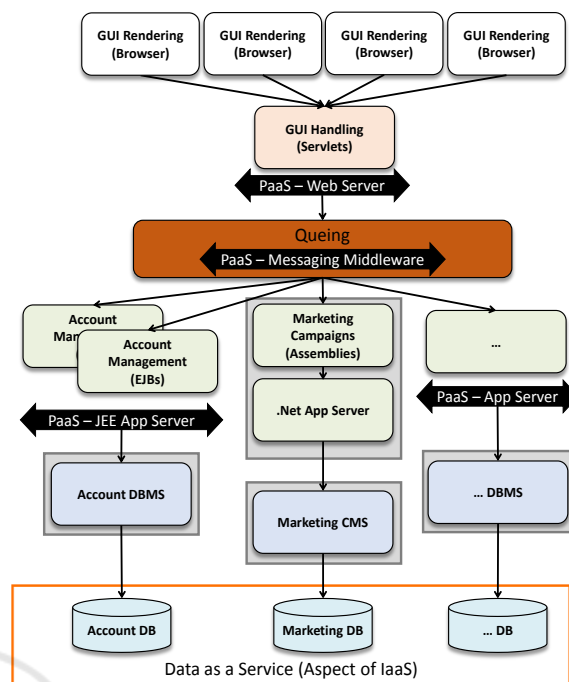 GUI Rendering
(Browser)
GUI Rendering
(Browser)
GUI Rendering
(Browser)
GUI Rendering
(Browser)
GUI Handling
(Servlets)
PaaS – Web Server
Queing
PaaS – Messaging Middleware
Account
Account
Management
(EJBs)
Marketing
Campaigns
(Assemblies)
.Net App Server
...
PaaS – JEE App Server
PaaS – App Server
Account DBMS
Marketing CMS
... DBMS
Account DB
Marketing DB
... DB
Data as a Service (Aspect of IaaS)